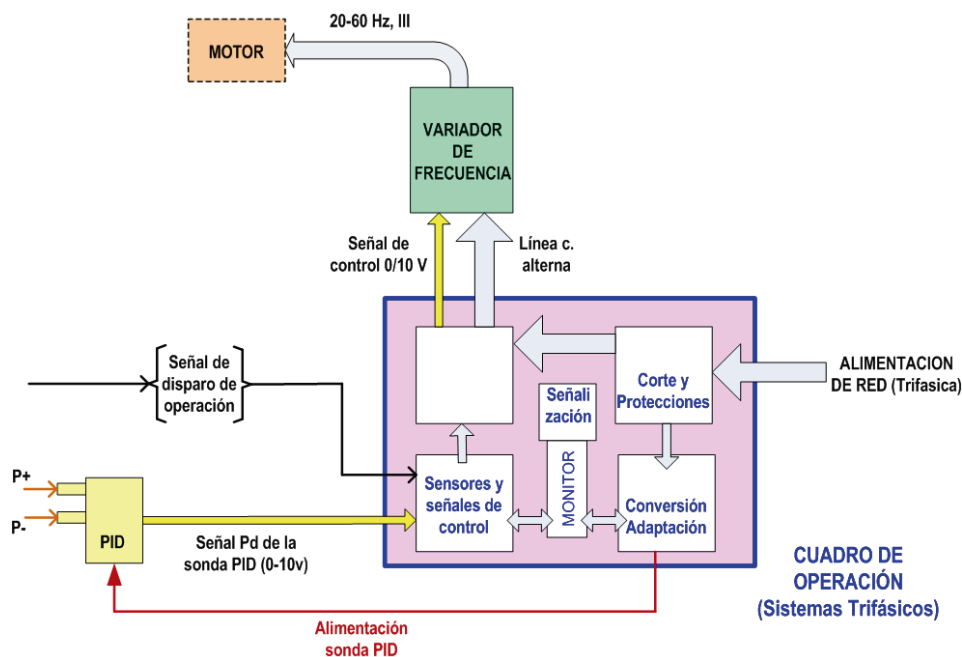 20-60 Hz, III
MOTOR
VARIADOR
DE
FRECUENCIA
Señal de
control 0/10 V
Línea c.
alterna
Señal de
disparo de
operación
Corte y
Protecciones
ALIMENTACION
DE RED (Trifasica)
Señali
zación
MONITOR
Sensores y
señales de
control
Conversión
Adaptación
P+
P-
PID
Señal Pd de la
sonda PID (0-10v)
CUADRO DE
OPERACIÓN
(Sistemas Trifásicos)
Alimentación
sonda PID